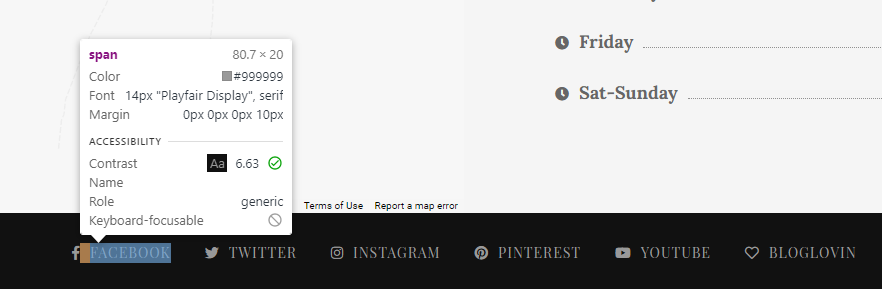 span 80.7 × 20
Color #999999
Font 14px "Playfair Display", serif
Margin 0px 0px 0px 10px
ACCESSIBILITY
Contrast Aa 6.63
Name
Role generic
Keyboard-focusable
Friday
Sat-Sunday
Terms of Use Report a map error
FACEBOOK TWITTER INSTAGRAM PINTEREST YOUTUBE BLOGLOVIN